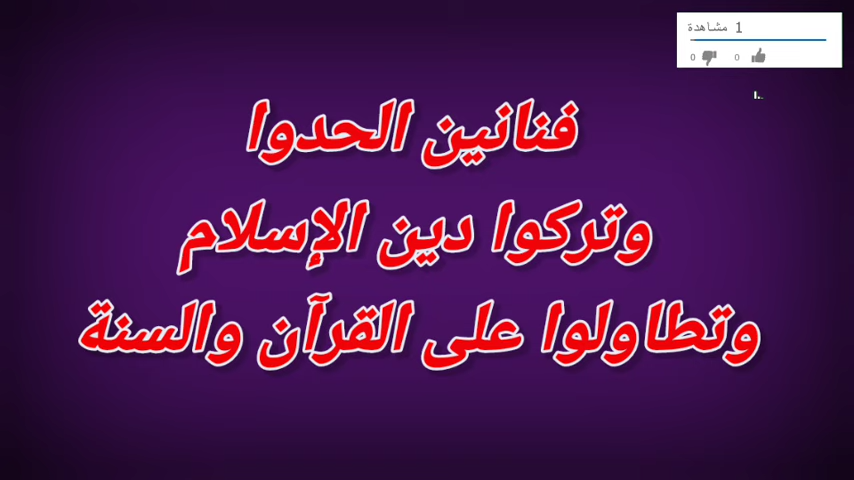 1 مشاهدة
0 0
فنانين الحدوا
وتركوا دين الإسلام
وتطاولوا على القرآن والسنة